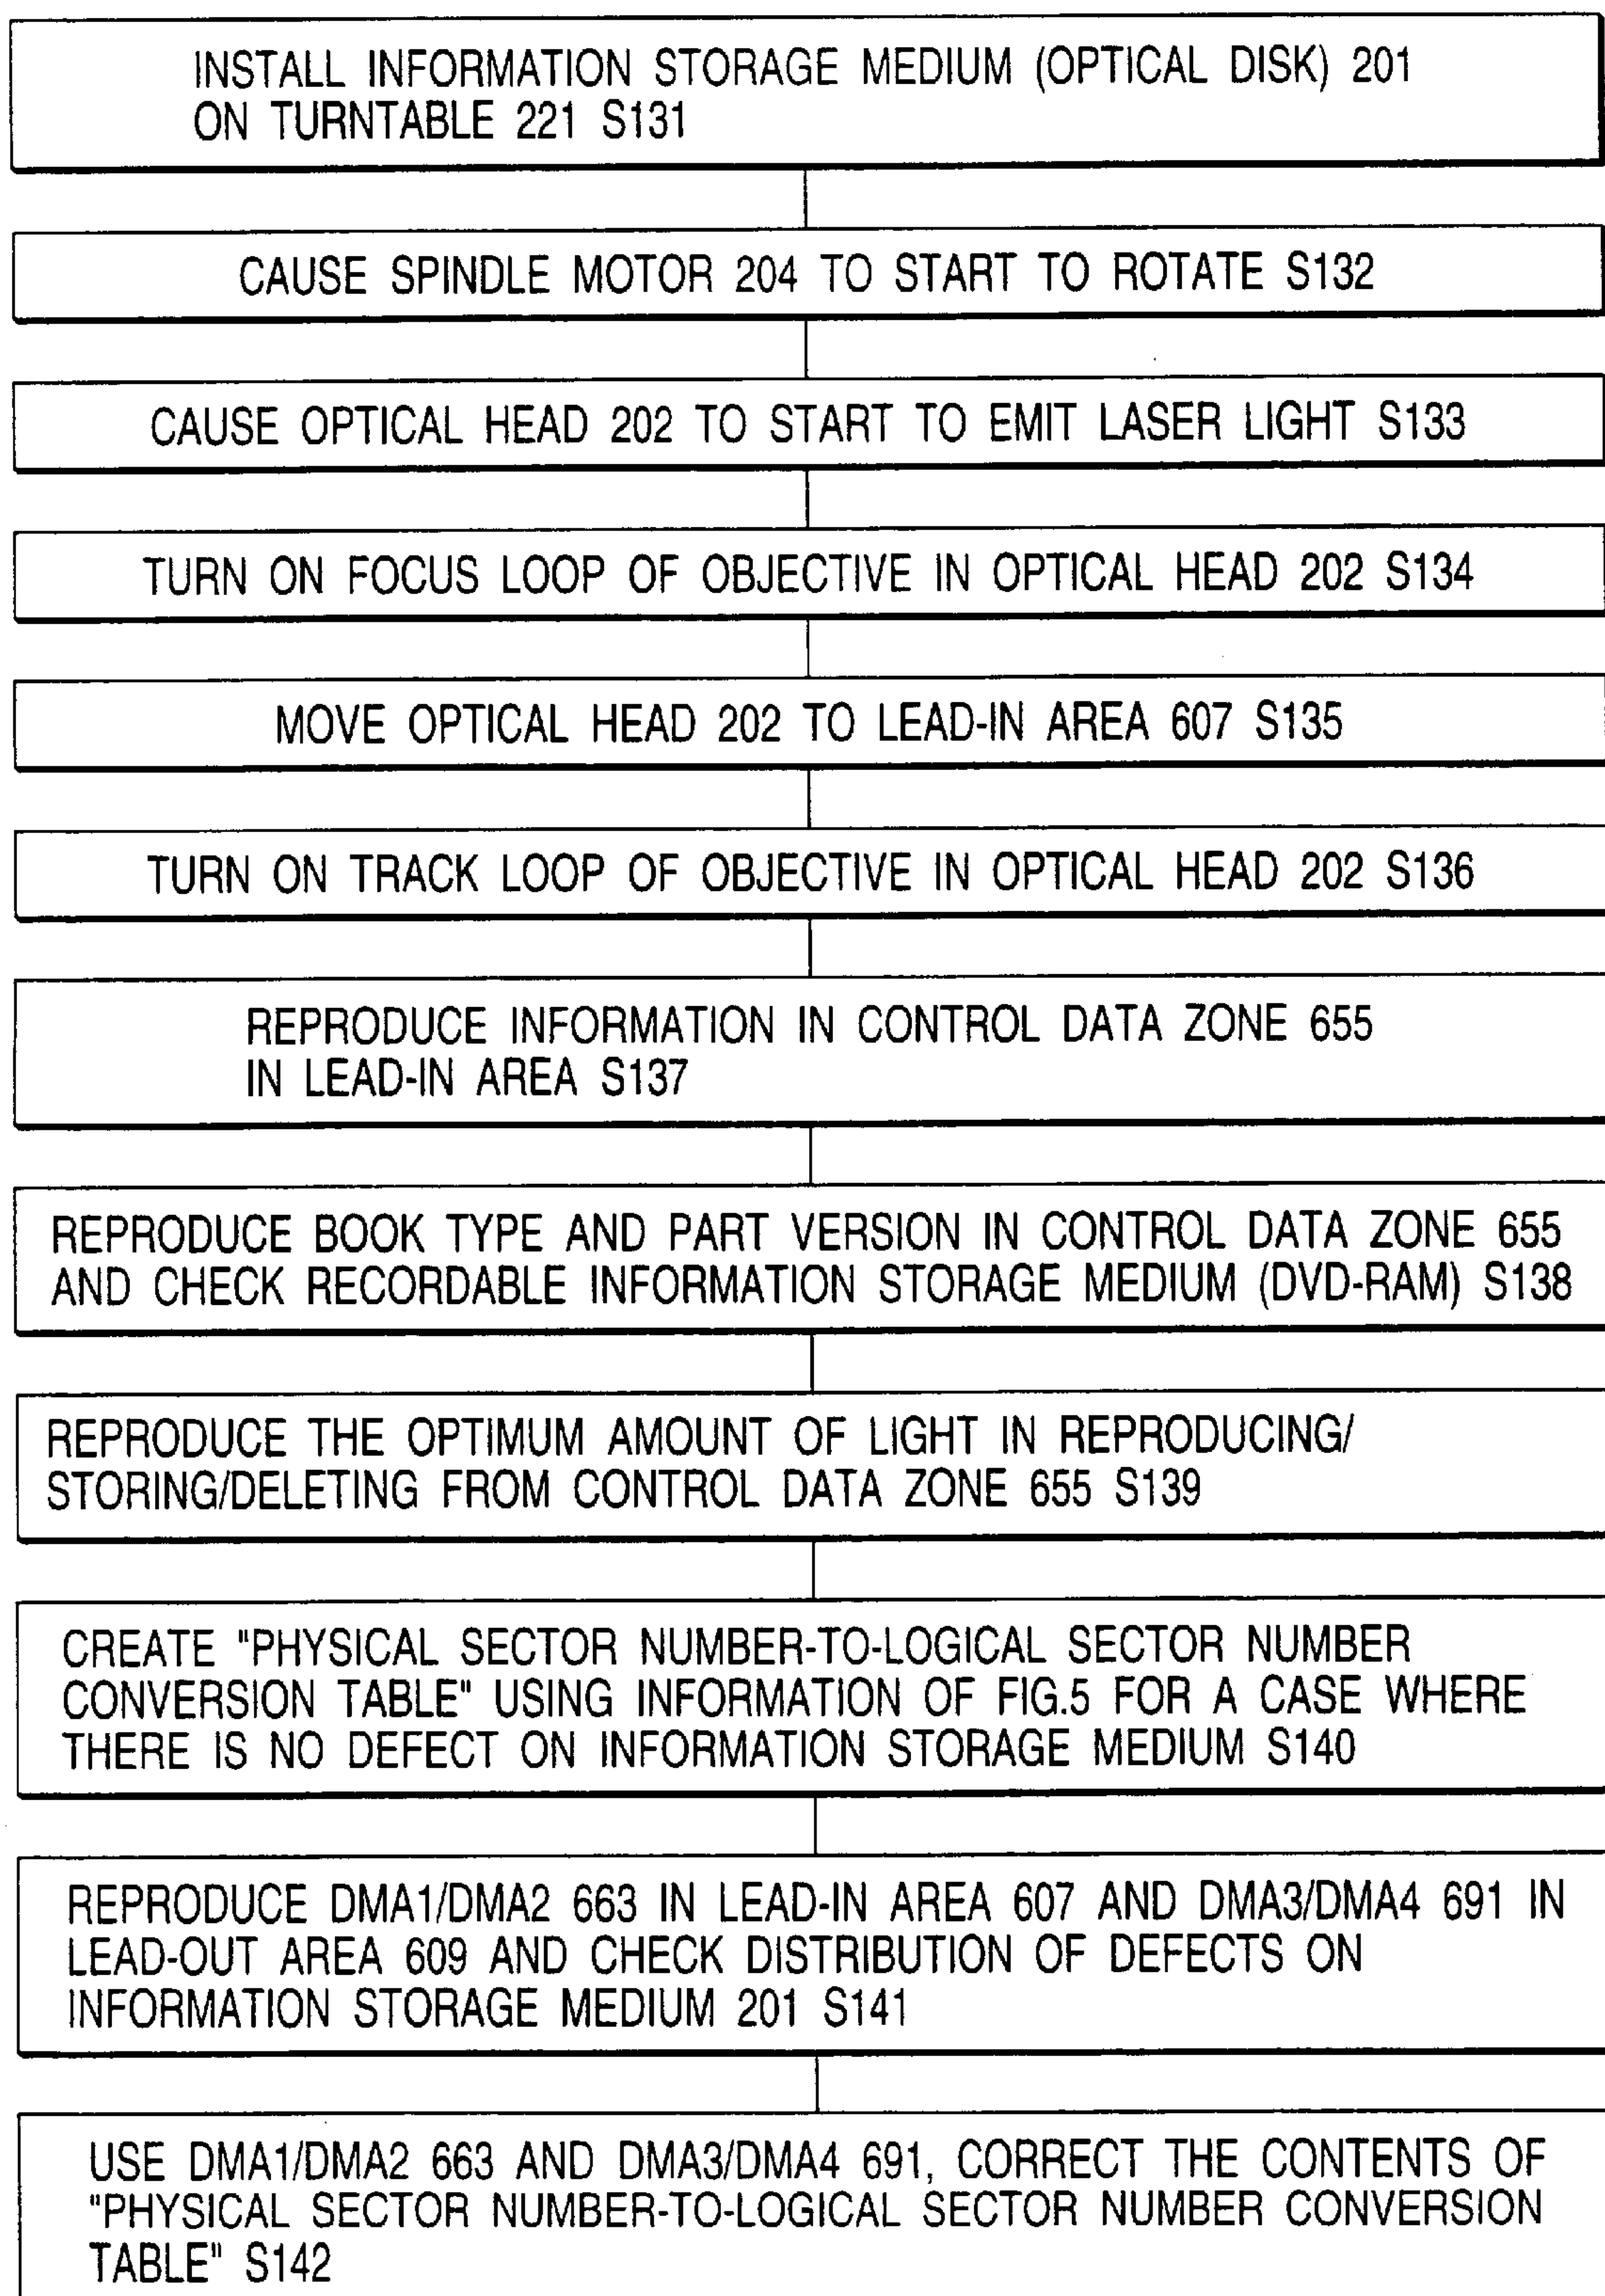 INSTALL INFORMATION STORAGE MEDIUM (OPTICAL DISK) 201
ON TURNTABLE 221 S131
CAUSE SPINDLE MOTOR 204 TO START TO ROTATE S132
CAUSE OPTICAL HEAD 202 TO START TO EMIT LASER LIGHT S133
TURN ON FOCUS LOOP OF OBJECTIVE IN OPTICAL HEAD 202 S134
MOVE OPTICAL HEAD 202 TO LEAD-IN AREA 607 S135
TURN ON TRACK LOOP OF OBJECTIVE IN OPTICAL HEAD 202 S136
REPRODUCE INFORMATION IN CONTROL DATA ZONE 655
IN LEAD-IN AREA S137
REPRODUCE BOOK TYPE AND PART VERSION IN CONTROL DATA ZONE 655
AND CHECK RECORDABLE INFORMATION STORAGE MEDIUM (DVD-RAM) S138
REPRODUCE THE OPTIMUM AMOUNT OF LIGHT IN REPRODUCING/
STORING/DELETING FROM CONTROL DATA ZONE 655 S139
CREATE "PHYSICAL SECTOR NUMBER-TO-LOGICAL SECTOR NUMBER
CONVERSION TABLE" USING INFORMATION OF FIG.5 FOR A CASE WHERE
THERE IS NO DEFECT ON INFORMATION STORAGE MEDIUM S140
REPRODUCE DMA1/DMA2 663 IN LEAD-IN AREA 607 AND DMA3/DMA4 691 IN
LEAD-OUT AREA 609 AND CHECK DISTRIBUTION OF DEFECTS ON
INFORMATION STORAGE MEDIUM 201 S141
USE DMA1/DMA2 663 AND DMA3/DMA4 691, CORRECT THE CONTENTS OF
"PHYSICAL SECTOR NUMBER-TO-LOGICAL SECTOR NUMBER CONVERSION
TABLE" S142